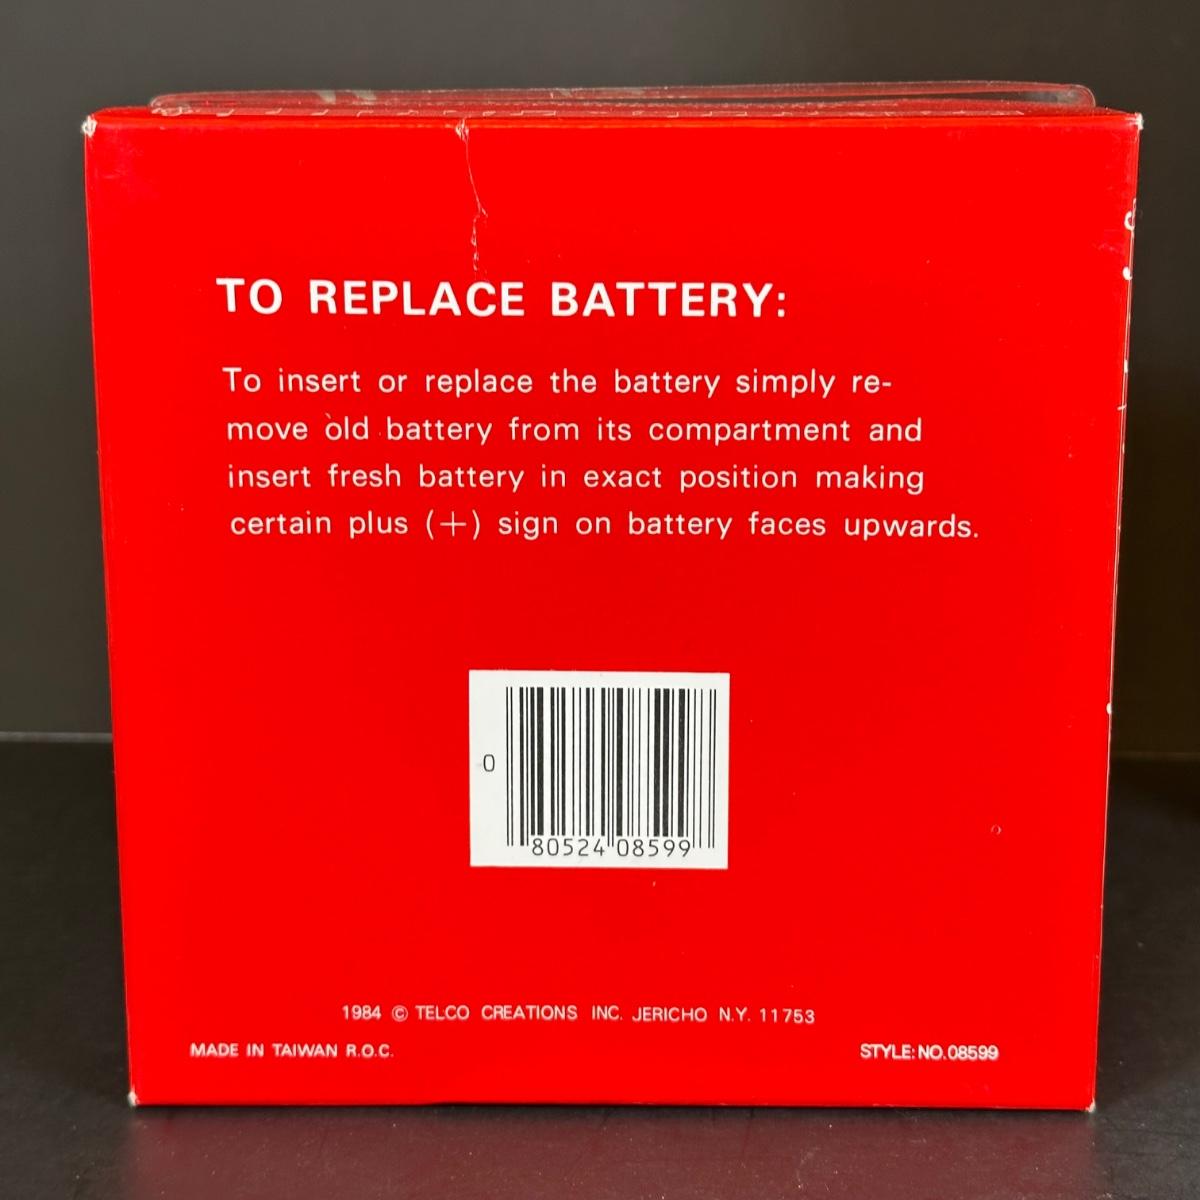 TO REPLACE BATTERY:
To insert or replace the battery simply re-
move old battery from its compartment and
insert fresh battery in exact position making
certain plus (+) sign on battery faces upwards.
0
80524 08599
1984 © TELCO CREATIONS INC. JERICHO N.Y. 11753
MADE IN TAIWAN R.O.C.
STYLE: NO. 08599